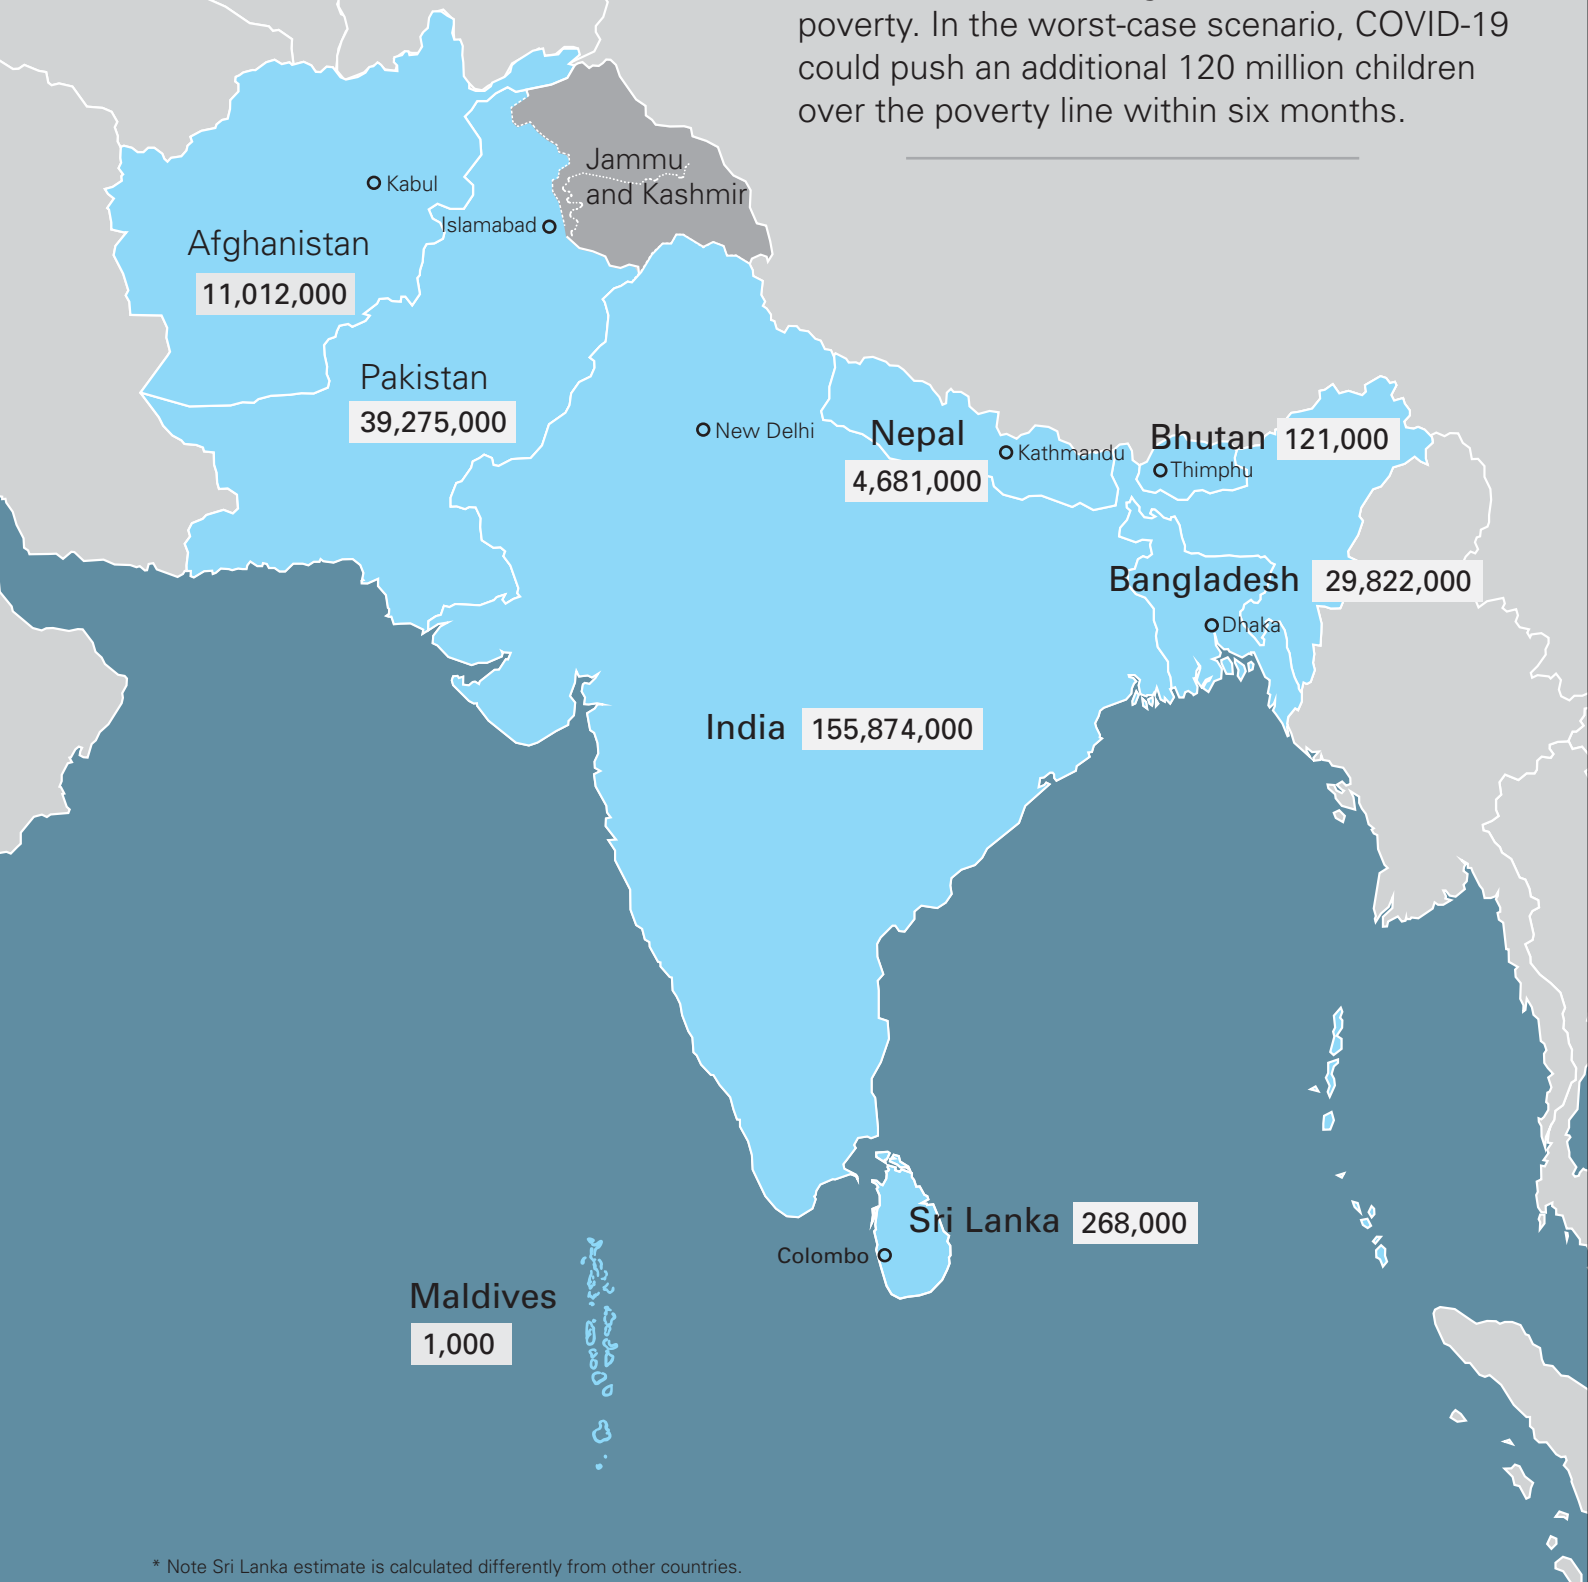 poverty. In the worst-case scenario, COVID-19
could push an additional 120 million children
over the poverty line within six months.
Jammu
and Kashmir
Kabul
Islamabad
Afghanistan
11,012,000
Pakistan
39,275,000
New Delhi
Nepal
4,681,000
Kathmandu
Bhutan 121,000
Thimphu
Bangladesh 29,822,000
Dhaka
India 155,874,000
Sri Lanka 268,000
Colombo
Maldives
1,000
* Note Sri Lanka estimate is calculated differently from other countries.